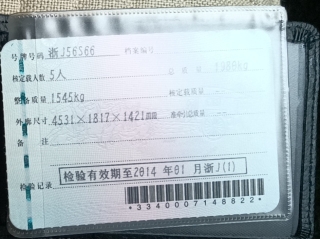 号牌号码 浙J56S66 档案编号
核定载人数 5人 总质量
整备质量 1545kg 核定载质量
外廓尺寸 4531×1817×1421mm 准牵引总质量
备注
检验记录 检验有效期至2014年01月浙J(1)
*3340007148822*